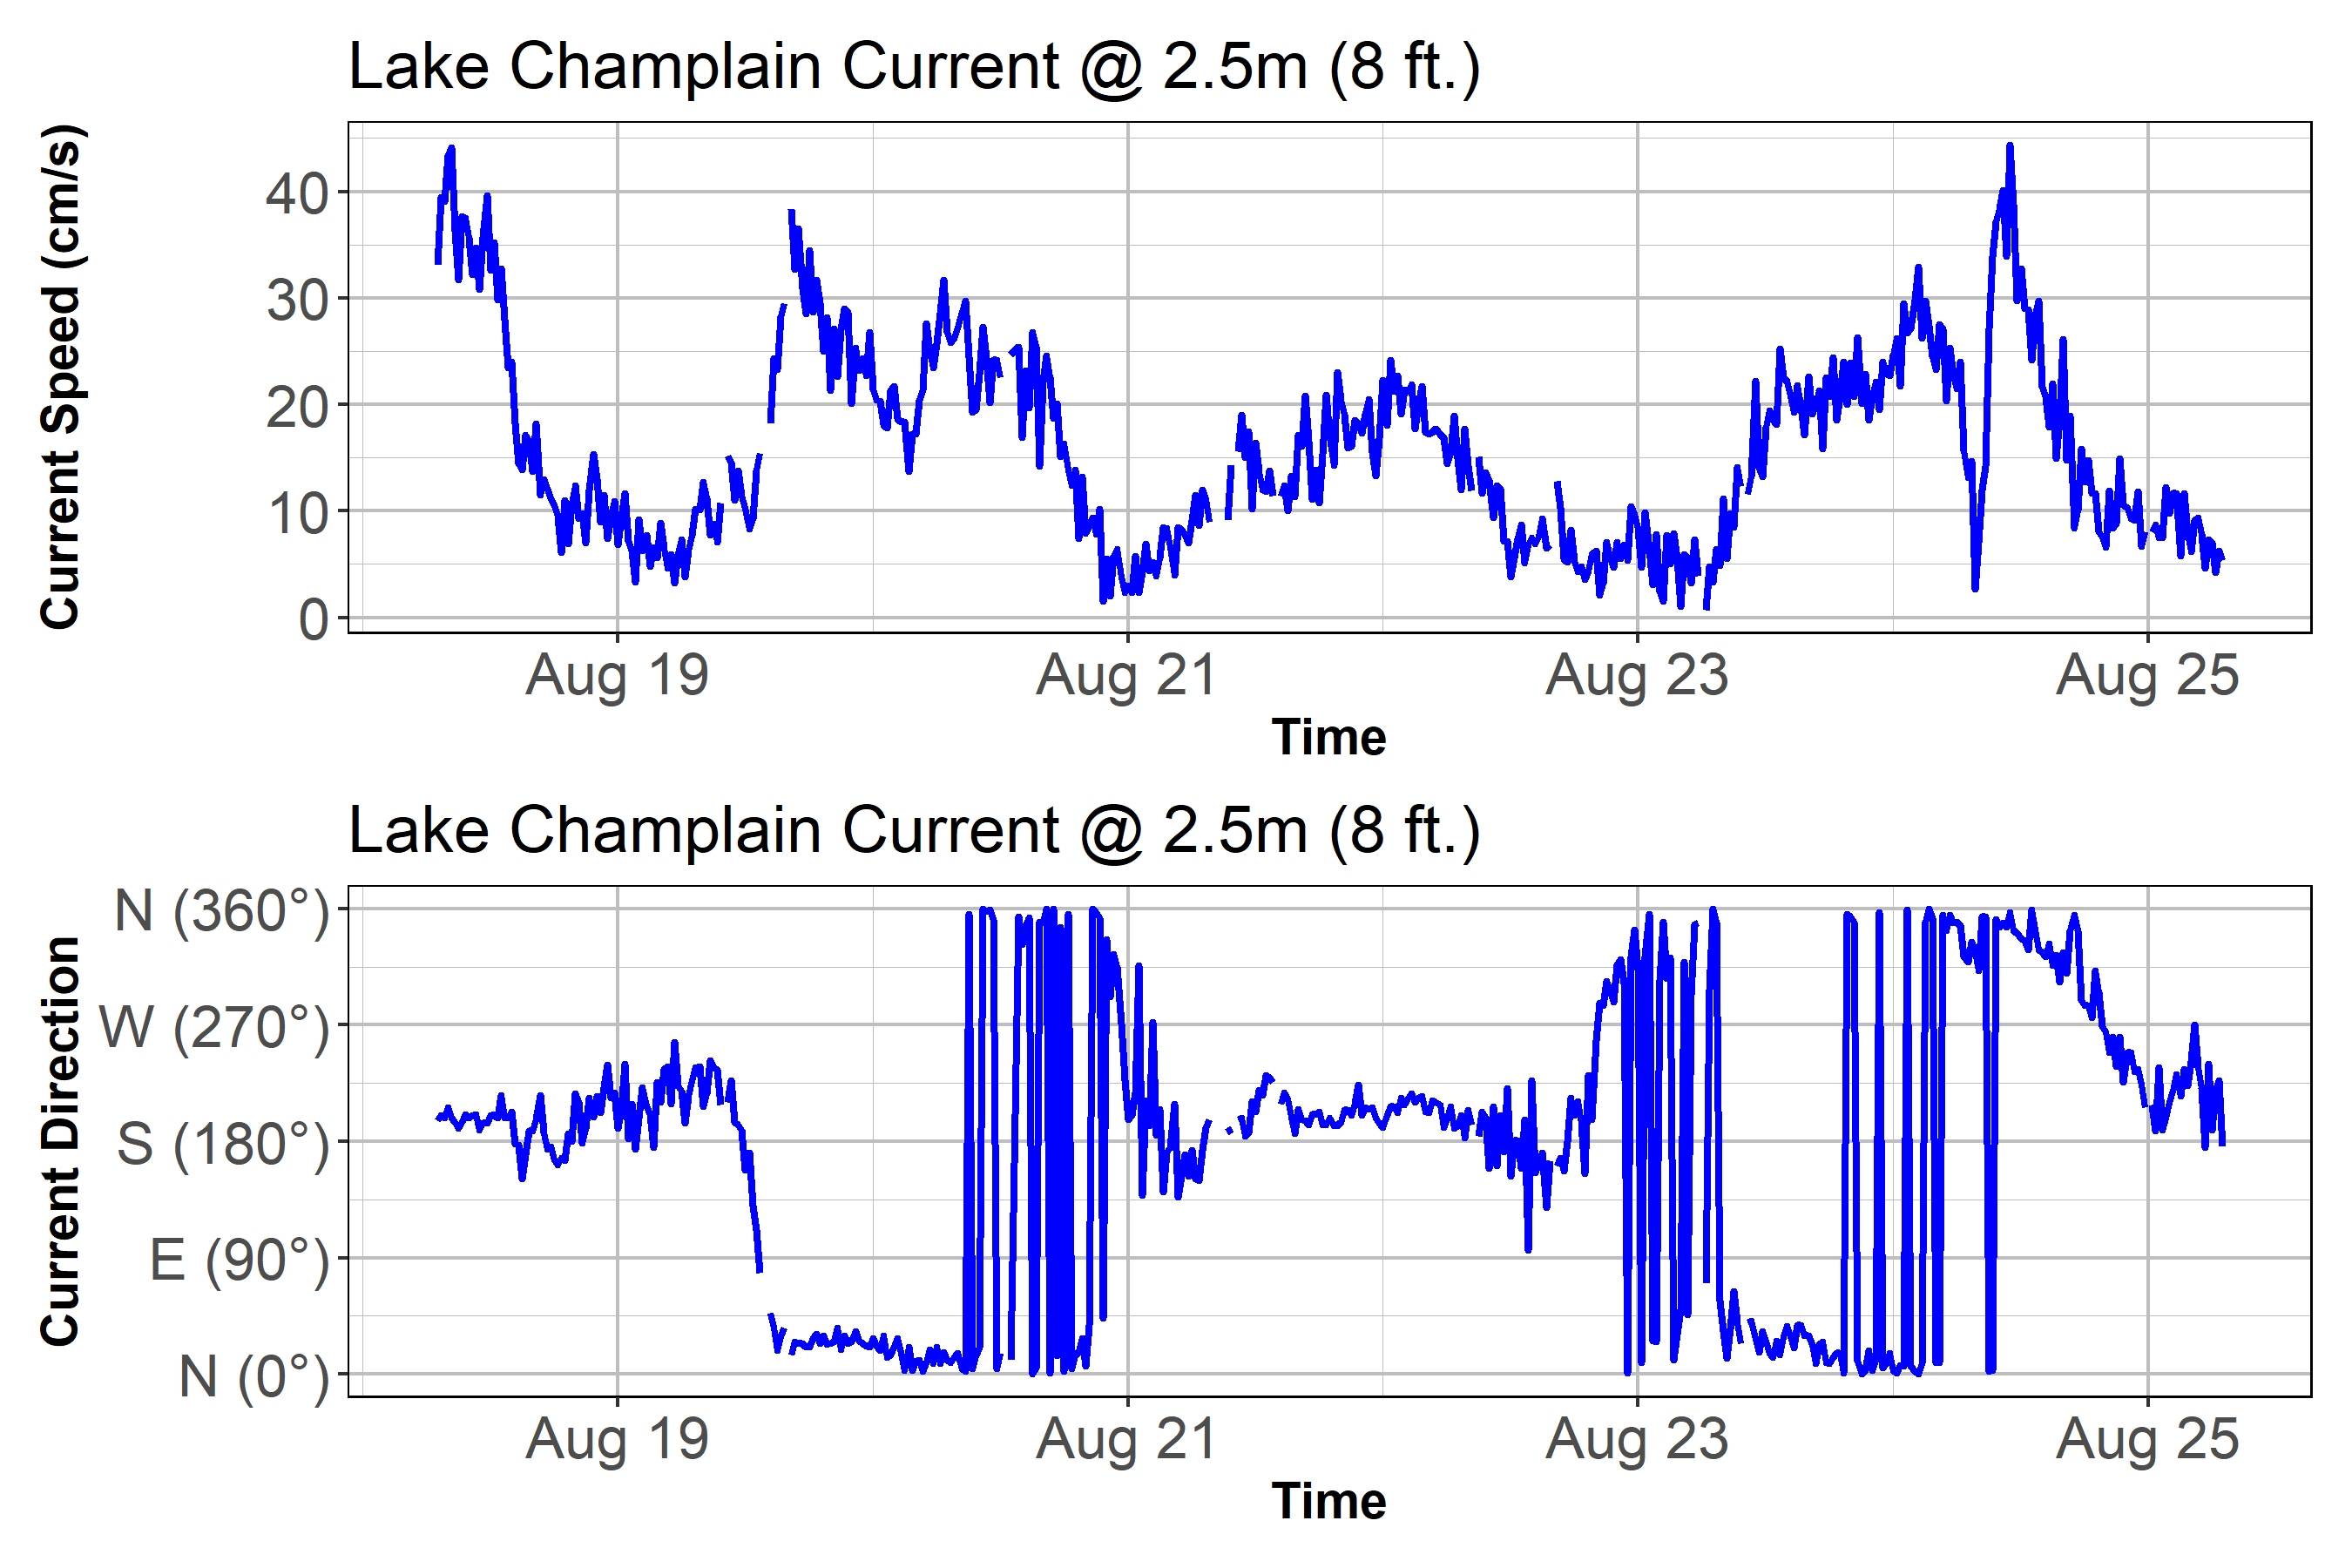 Lake Champlain Current @ 2.5m (8 ft.)
Current Speed (cm/s)
40
30
20
10
0
Aug 19 Aug 21 Aug 23 Aug 25
Time
Lake Champlain Current @ 2.5m (8 ft.)
Current Direction
N (360°)
W (270°)
S (180°)
E (90°)
N (0°)
Aug 19 Aug 21 Aug 23 Aug 25
Time